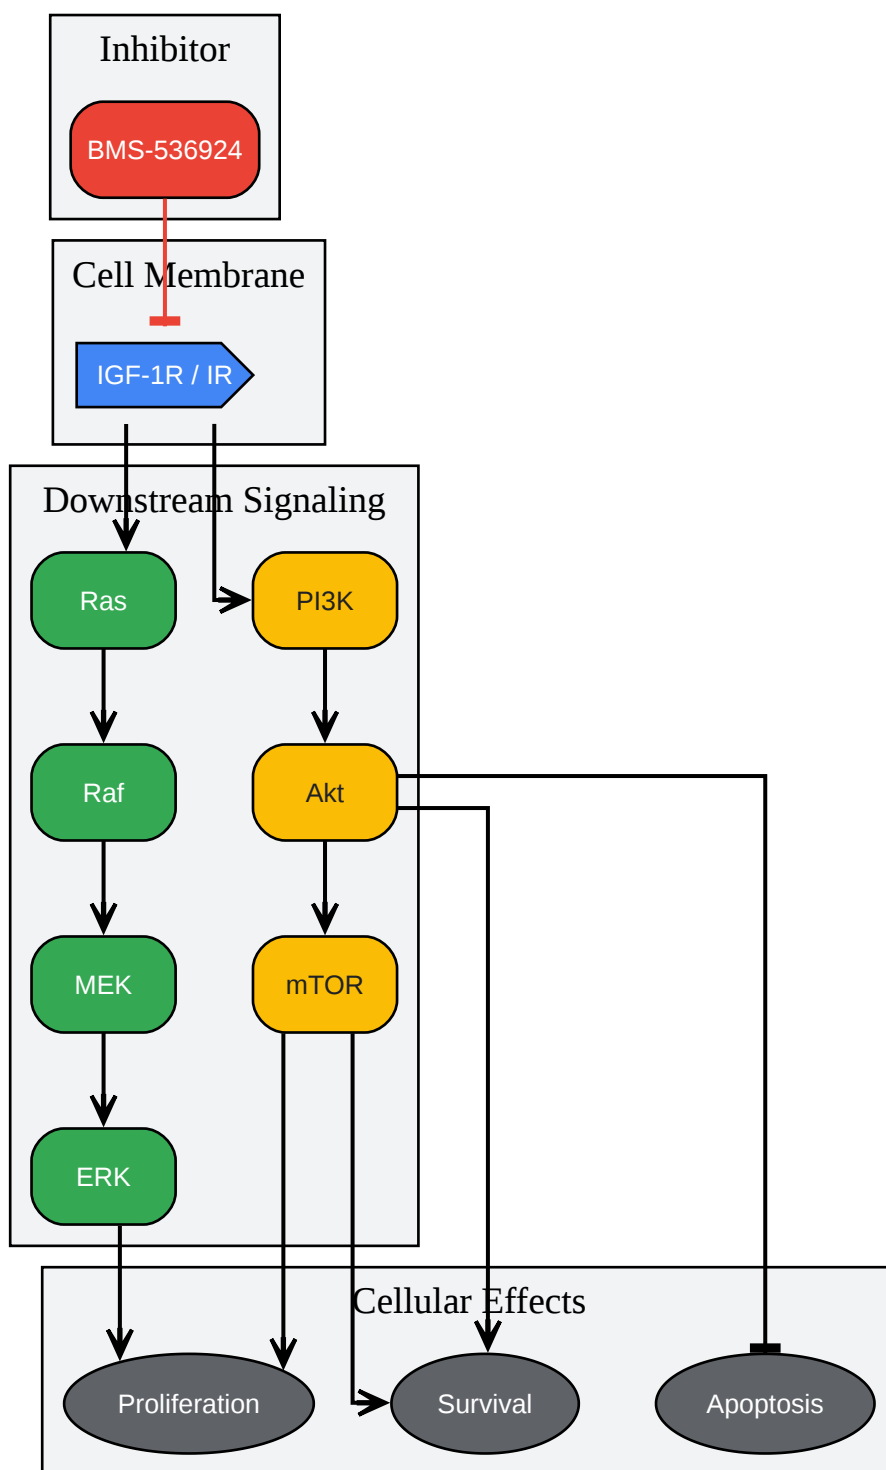 Inhibitor
BMS-536924
Cell Membrane
IGF-1R / IR
Downstream Signaling
Ras
PI3K
Raf
Akt
MEK
mTOR
ERK
Cellular Effects
Proliferation
Survival
Apoptosis